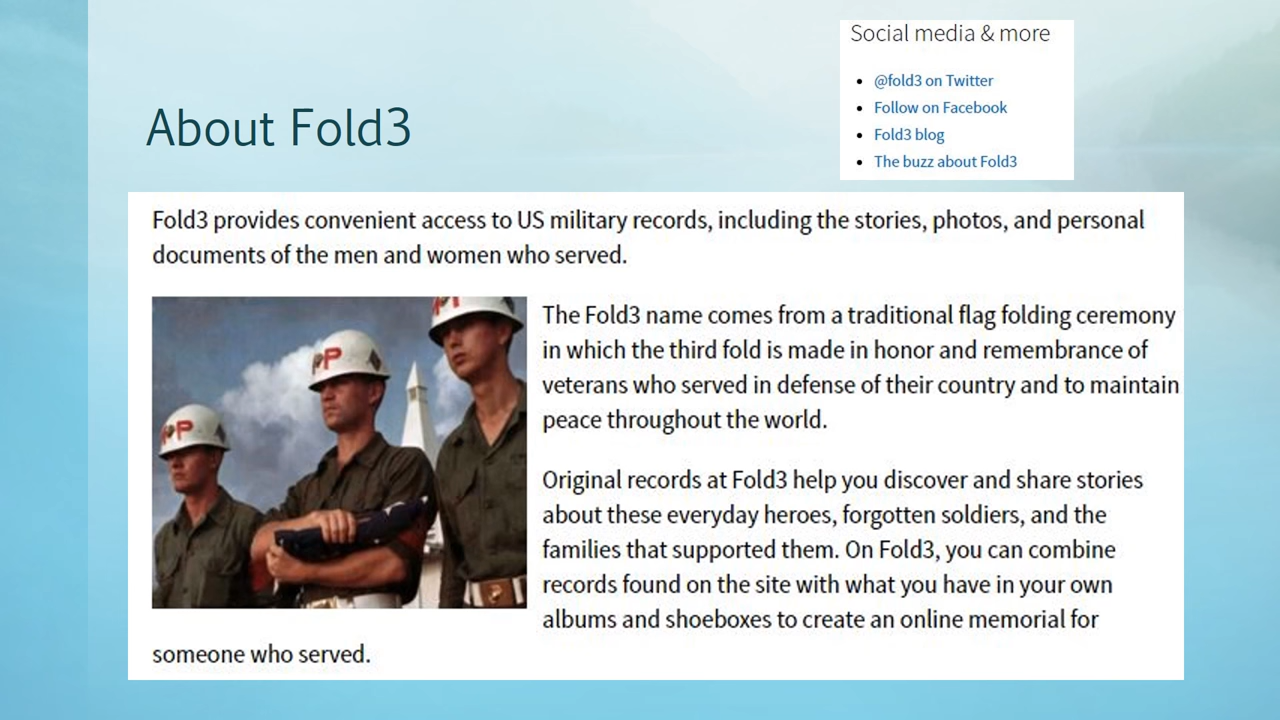 Social media & more
@fold3 on Twitter
Follow on Facebook
Fold3 blog
The buzz about Fold3
About Fold3
Fold3 provides convenient access to US military records, including the stories, photos, and personal
documents of the men and women who served.
The Fold3 name comes from a traditional flag folding ceremony
in which the third fold is made in honor and remembrance of
veterans who served in defense of their country and to maintain
peace throughout the world.
Original records at Fold3 help you discover and share stories
about these everyday heroes, forgotten soldiers, and the
families that supported them. On Fold3, you can combine
records found on the site with what you have in your own
albums and shoeboxes to create an online memorial for
someone who served.